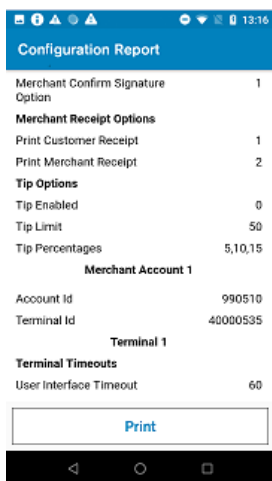 13:16
Configuration Report
Merchant Confirm Signature 1
Option
Merchant Receipt Options
Print Customer Receipt 1
Print Merchant Receipt 2
Tip Options
Tip Enabled 0
Tip Limit 50
Tip Percentages 5,10,15
Merchant Account 1
Account Id 990510
Terminal Id 40000535
Terminal 1
Terminal Timeouts
User Interface Timeout 60
Print